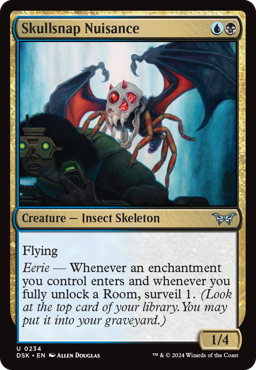 Skullsnap Nuisance
Creature — Insect Skeleton
Flying
Eerie — Whenever an enchantment
you control enters and whenever you
fully unlock a Room, surveil 1. (Look
at the top card of your library. You may
put it into your graveyard.)
1/4
U 0234
DSK • EN ALLEN DOUGLAS
™ & © 2024 Wizards of the Coast